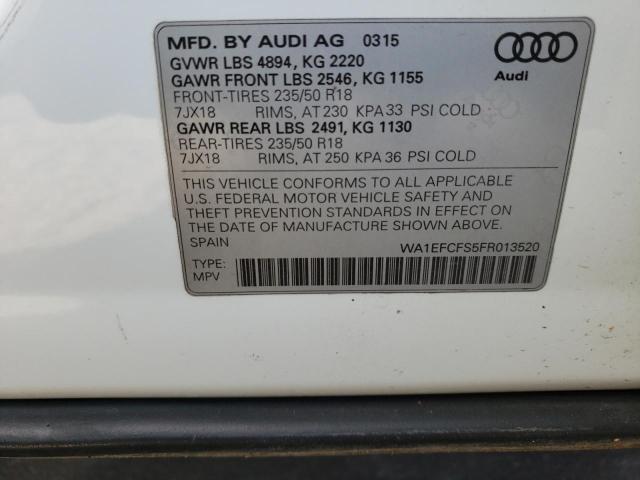 MFD. BY AUDI AG 0315
GVWR LBS 4894, KG 2220
GAWR FRONT LBS 2546, KG 1155
FRONT-TIRES 235/50 R18
7JX18 RIMS, AT 230 KPA 33 PSI COLD
GAWR REAR LBS 2491, KG 1130
REAR-TIRES 235/50 R18
7JX18 RIMS, AT 250 KPA 36 PSI COLD
Audi
THIS VEHICLE CONFORMS TO ALL APPLICABLE
U.S. FEDERAL MOTOR VEHICLE SAFETY AND
THEFT PREVENTION STANDARDS IN EFFECT ON
THE DATE OF MANUFACTURE SHOWN ABOVE.
SPAIN WA1EFCFS5FR013520
TYPE:
MPV